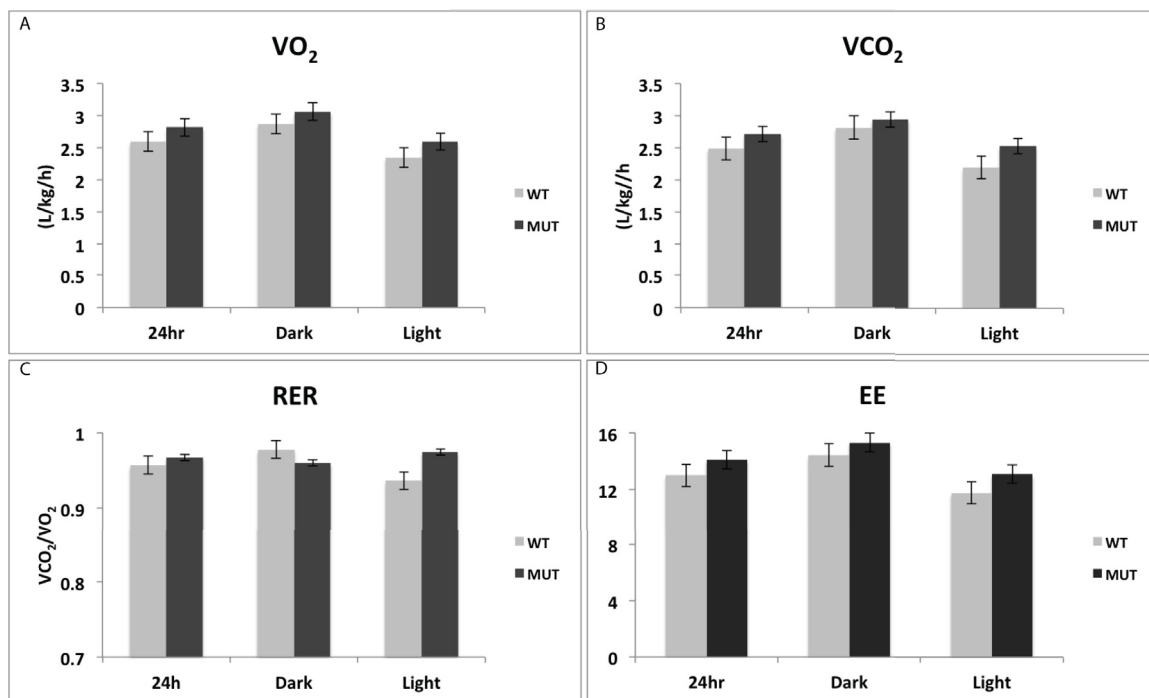 A
VO₂
(L/kg/h)
3.5
3
2.5
2
1.5
1
0.5
0
24hr Dark Light
WT
MUT
B
VCO₂
(L/kg//h
3.5
3
2.5
2
1.5
1
0.5
0
24hr Dark Light
WT
MUT
C
RER
VCO₂/VO₂
1
0.9
0.8
0.7
24h Dark Light
WT
MUT
D
EE
16
12
8
4
0
24hr Dark Light
WT
MUT